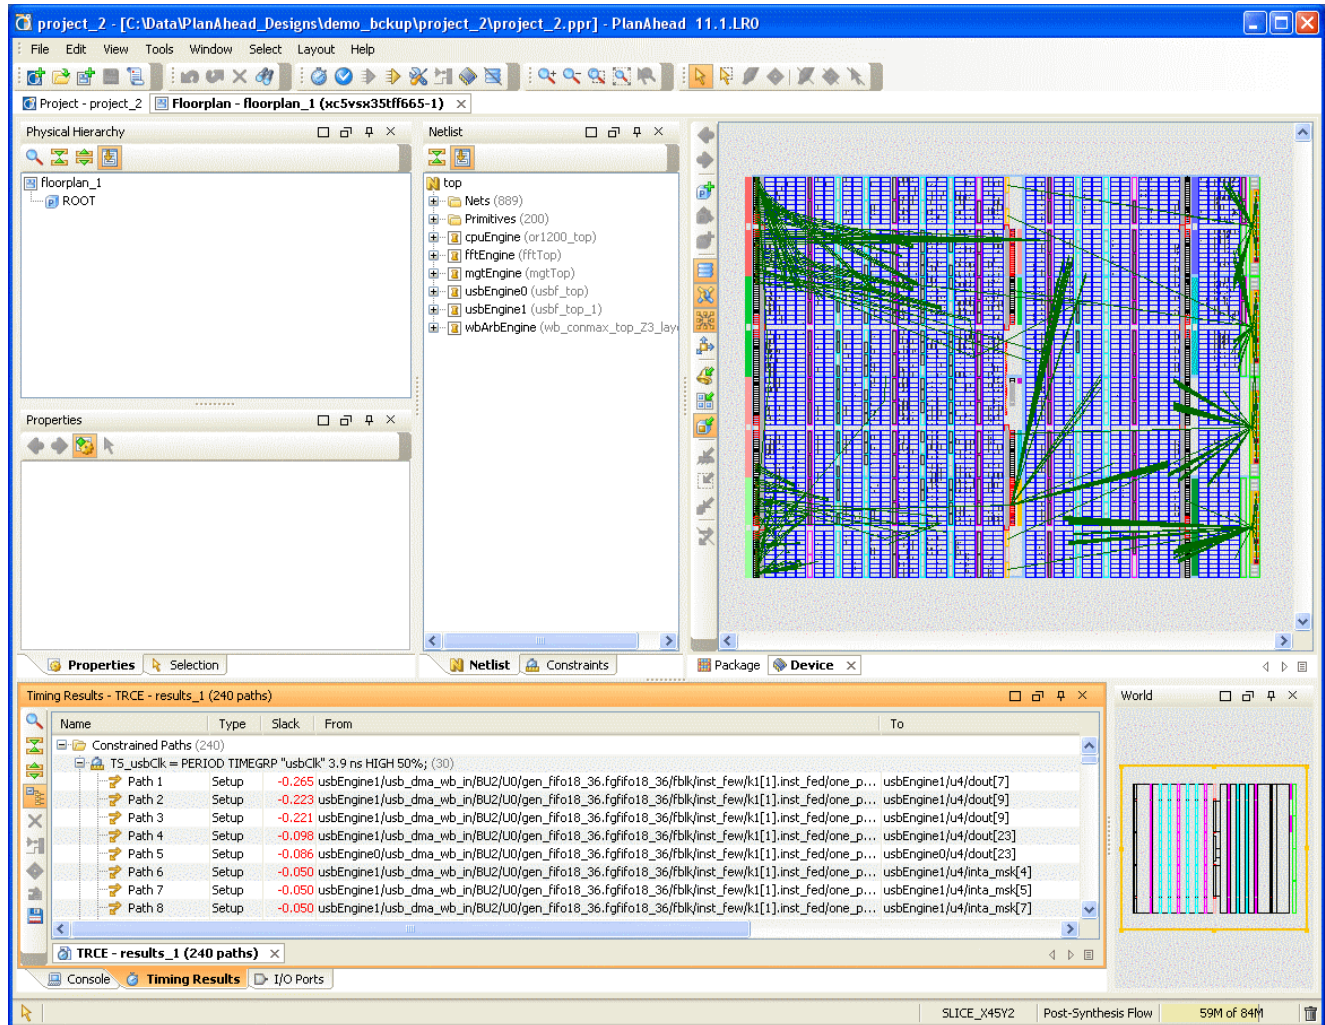 project_2 - [C:\Data\PlanAhead_Designs\demo_bckup\project_2\project_2.ppr] - PlanAhead 11.1.LR0
File Edit View Tools Window Select Layout Help
Project - project_2 Floorplan - floorplan_1 (xc5vsx35tff665-1)
Physical Hierarchy
floorplan_1
ROOT
Netlist
top
Nets (889)
Primitives (200)
cpuEngine (or1200_top)
fftEngine (fftTop)
mgtEngine (mgtTop)
usbEngine0 (usbf_top)
usbEngine1 (usbf_top_1)
wbArbEngine (wb_conmax_top_Z3_lay
Properties
Properties Selection
Netlist Constraints
Package Device
Timing Results - TRCE - results_1 (240 paths)
Name Type Slack From To
Constrained Paths (240)
TS_usbClk = PERIOD TIMEGRP "usbClk" 3.9 ns HIGH 50%; (30)
Path 1 Setup -0.265 usbEngine1/usb_dma_wb_in/BU2/U0/gen_fifo18_36.fgfifo18_36/fblk/inst_few/k1[1].inst_fed/one_p... usbEngine1/u4/dout[7]
Path 2 Setup -0.223 usbEngine1/usb_dma_wb_in/BU2/U0/gen_fifo18_36.fgfifo18_36/fblk/inst_few/k1[1].inst_fed/one_p... usbEngine1/u4/dout[9]
Path 3 Setup -0.221 usbEngine1/usb_dma_wb_in/BU2/U0/gen_fifo18_36.fgfifo18_36/fblk/inst_few/k1[1].inst_fed/one_p... usbEngine1/u4/dout[9]
Path 4 Setup -0.098 usbEngine1/usb_dma_wb_in/BU2/U0/gen_fifo18_36.fgfifo18_36/fblk/inst_few/k1[1].inst_fed/one_p... usbEngine1/u4/dout[23]
Path 5 Setup -0.086 usbEngine0/usb_dma_wb_in/BU2/U0/gen_fifo18_36.fgfifo18_36/fblk/inst_few/k1[1].inst_fed/one_p... usbEngine0/u4/dout[23]
Path 6 Setup -0.050 usbEngine1/usb_dma_wb_in/BU2/U0/gen_fifo18_36.fgfifo18_36/fblk/inst_few/k1[1].inst_fed/one_p... usbEngine1/u4/inta_msk[4]
Path 7 Setup -0.050 usbEngine1/usb_dma_wb_in/BU2/U0/gen_fifo18_36.fgfifo18_36/fblk/inst_few/k1[1].inst_fed/one_p... usbEngine1/u4/inta_msk[5]
Path 8 Setup -0.050 usbEngine1/usb_dma_wb_in/BU2/U0/gen_fifo18_36.fgfifo18_36/fblk/inst_few/k1[1].inst_fed/one_p... usbEngine1/u4/inta_msk[7]
TRCE - results_1 (240 paths)
Console Timing Results I/O Ports
World
SLICE_X45Y2 Post-Synthesis Flow 59M of 84M